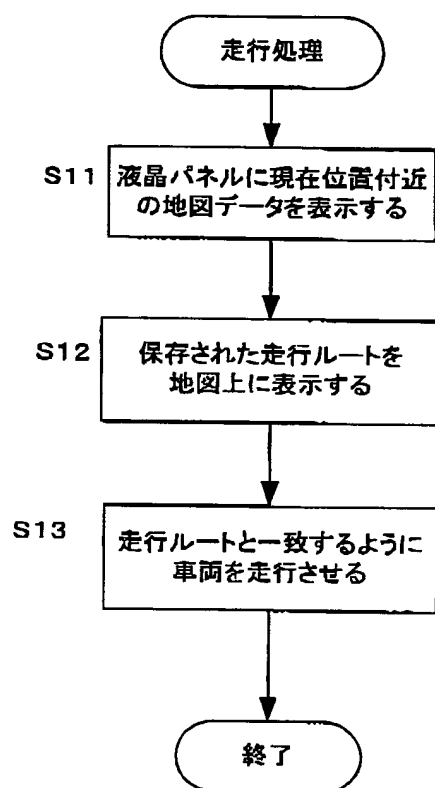 走行処理
S11
液晶パネルに現在位置付近
の地図データを表示する
S12
保存された走行ルートを
地図上に表示する
S13
走行ルートと一致するように
車両を走行させる
終了